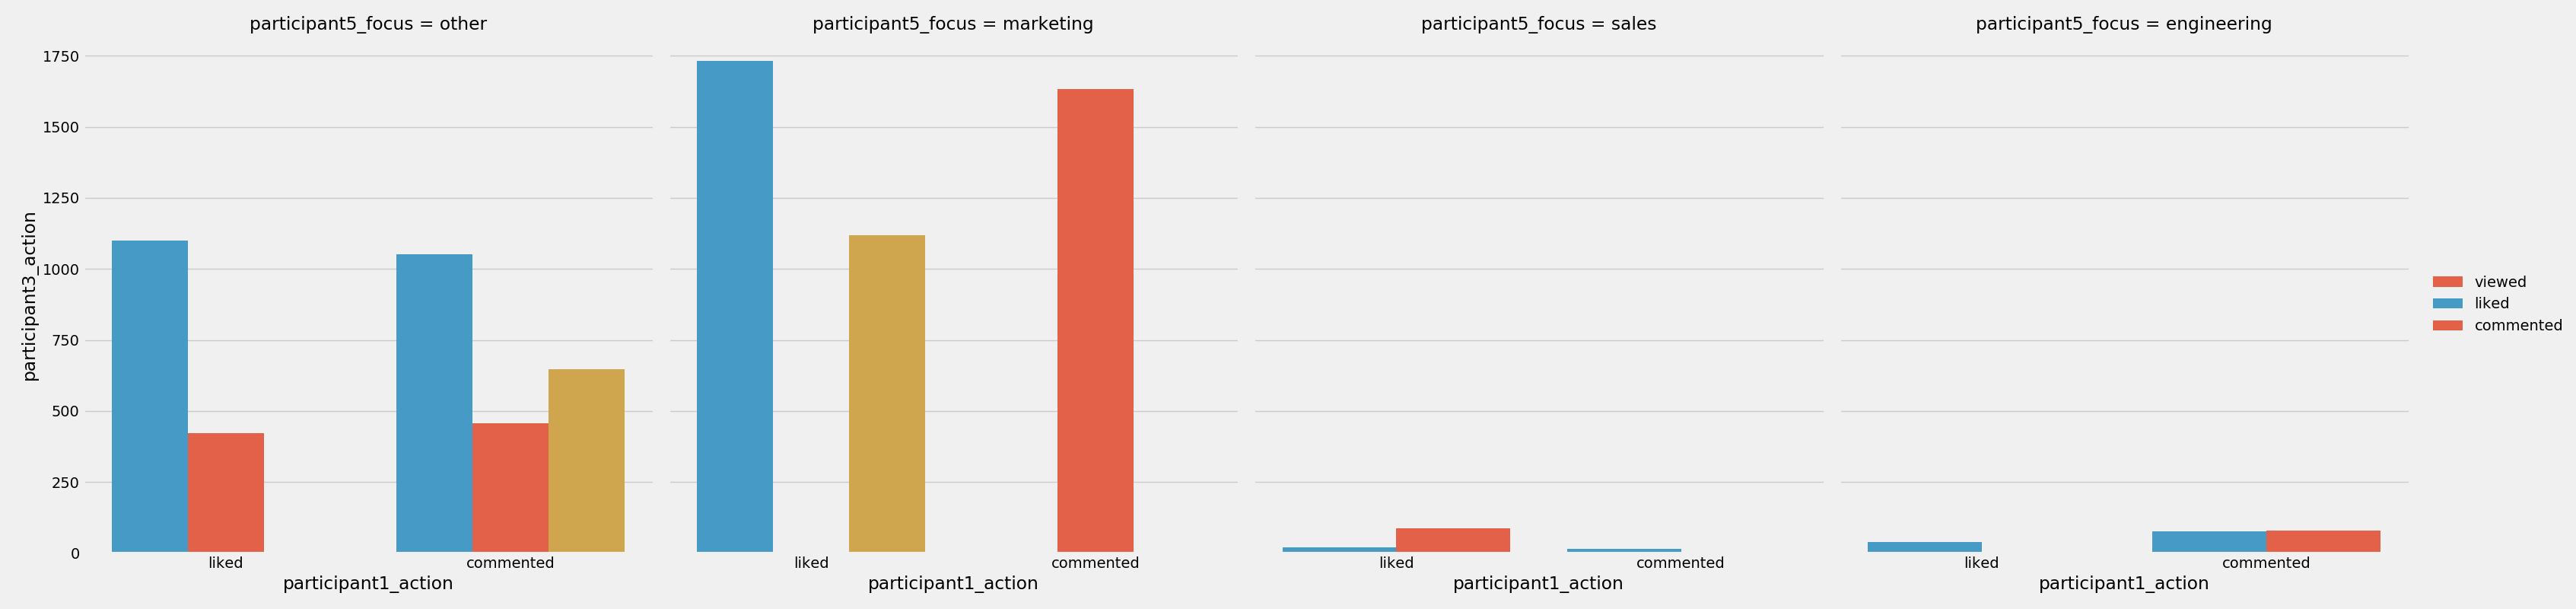 participant5_focus = other
participant5_focus = marketing
participant5_focus = sales
participant5_focus = engineering
participant3_action
1750
1500
1250
1000
750
500
250
0
liked
commented
liked
commented
liked
commented
liked
commented
participant1_action
participant1_action
participant1_action
participant1_action
viewed
liked
commented